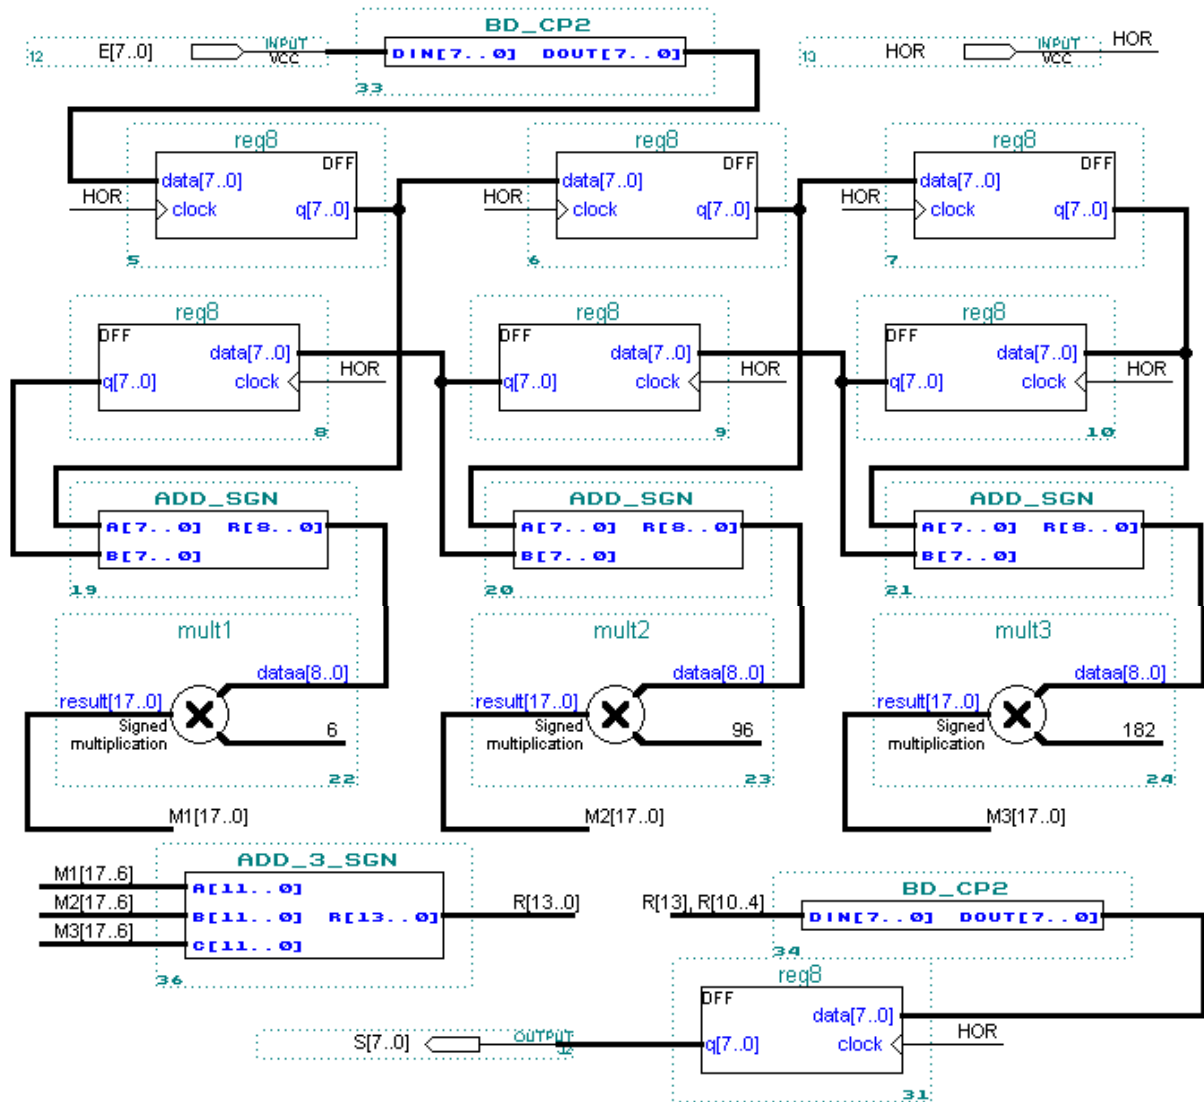 BD_CP2
12 E[7..0] INPUT VCC
DIN[7..0] DOUT[7..0]
33
13 HOR INPUT VCC HOR
reg8
DFF
data[7..0]
HOR
clock q[7..0]
5
reg8
DFF
data[7..0]
HOR
clock q[7..0]
6
reg8
DFF
data[7..0]
HOR
clock q[7..0]
7
reg8
DFF
data[7..0]
HOR
q[7..0] clock
8
reg8
DFF
data[7..0]
HOR
q[7..0] clock
9
reg8
DFF
data[7..0]
HOR
q[7..0] clock
10
ADD_SGN
A[7..0] R[8..0]
B[7..0]
19
ADD_SGN
A[7..0] R[8..0]
B[7..0]
20
ADD_SGN
A[7..0] R[8..0]
B[7..0]
21
mult1
dataa[8..0]
result[17..0]
Signed
multiplication
6
22
M1[17..0]
mult2
dataa[8..0]
result[17..0]
Signed
multiplication
96
23
M2[17..0]
mult3
dataa[8..0]
result[17..0]
Signed
multiplication
182
24
M3[17..0]
ADD_3_SGN
M1[17..6]
A[11..0]
M2[17..6]
B[11..0] R[13..0]
R[13..0]
M3[17..6]
C[11..0]
36
BD_CP2
R[13], R[10..4]
DIN[7..0] DOUT[7..0]
34
reg8
DFF
data[7..0]
HOR
q[7..0] clock
31
S[7..0] OUTPUT